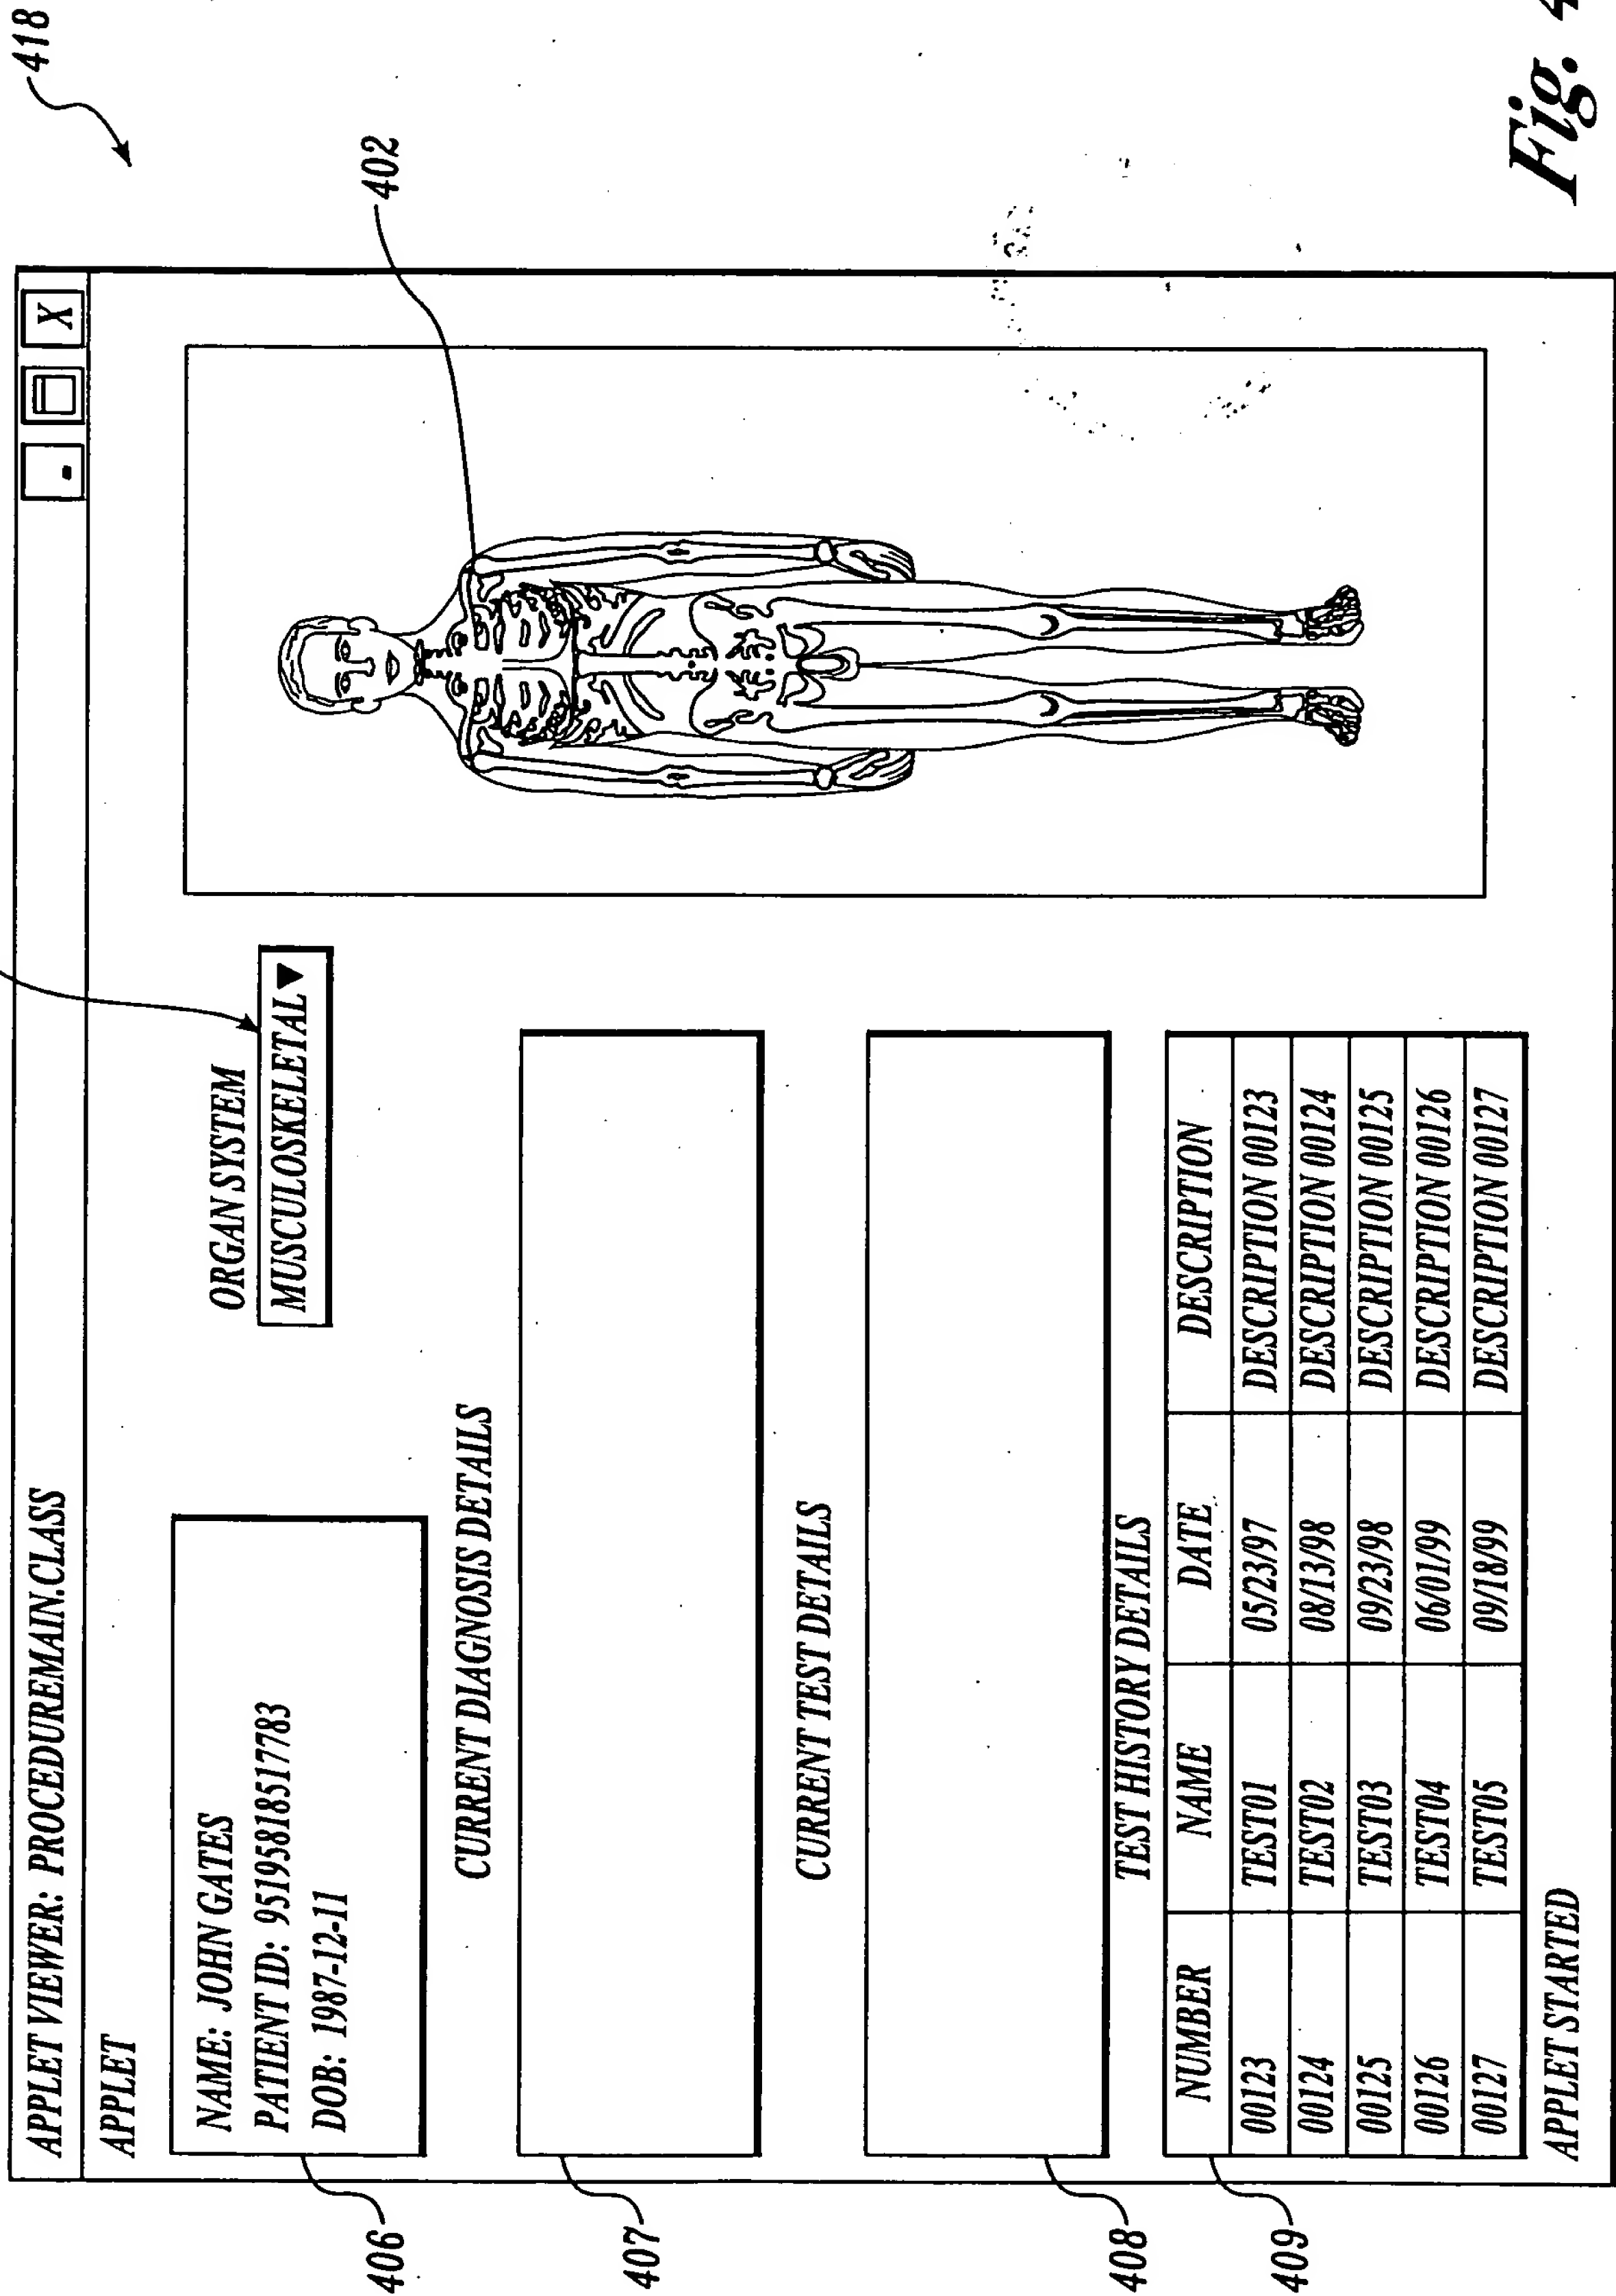 418
APPLET VIEWER: PROCEDUREMAIN.CLASS
X
APPLET
402
NAME: JOHN GATES
PATIENT ID: 9519581851 7783
DOB: 1987-12-11
406
ORGAN SYSTEM
MUSCULOSKELETAL
CURRENT DIAGNOSIS DETAILS
407
CURRENT TEST DETAILS
408
TEST HISTORY DETAILS
409
NUMBER NAME DATE DESCRIPTION
00123 TEST01 05/23/97 DESCRIPTION 00123
00124 TEST02 08/13/98 DESCRIPTION 00124
00125 TEST03 09/23/98 DESCRIPTION 00125
00126 TEST04 06/01/99 DESCRIPTION 00126
00127 TEST05 09/18/99 DESCRIPTION 00127
APPLET STARTED
Fig.